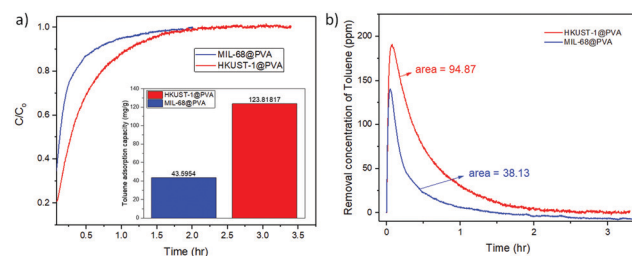 a)
C/C₀
1.0
0.8
0.6
0.4
0.2
0.5
1.0
1.5
2.0
2.5
3.0
3.5
Time (hr)
MIL-68@PVA
HKUST-1@PVA
Toluene adsorption capacity (mg/g)
140
120
100
80
60
40
20
0
HKUST-1@PVA
MIL-68@PVA
43.5954
123.81817
b)
Removal concentration of Toluene (ppm)
200
150
100
50
0
0
1
2
3
Time (hr)
HKUST-1@PVA
MIL-68@PVA
area = 94.87
area = 38.13